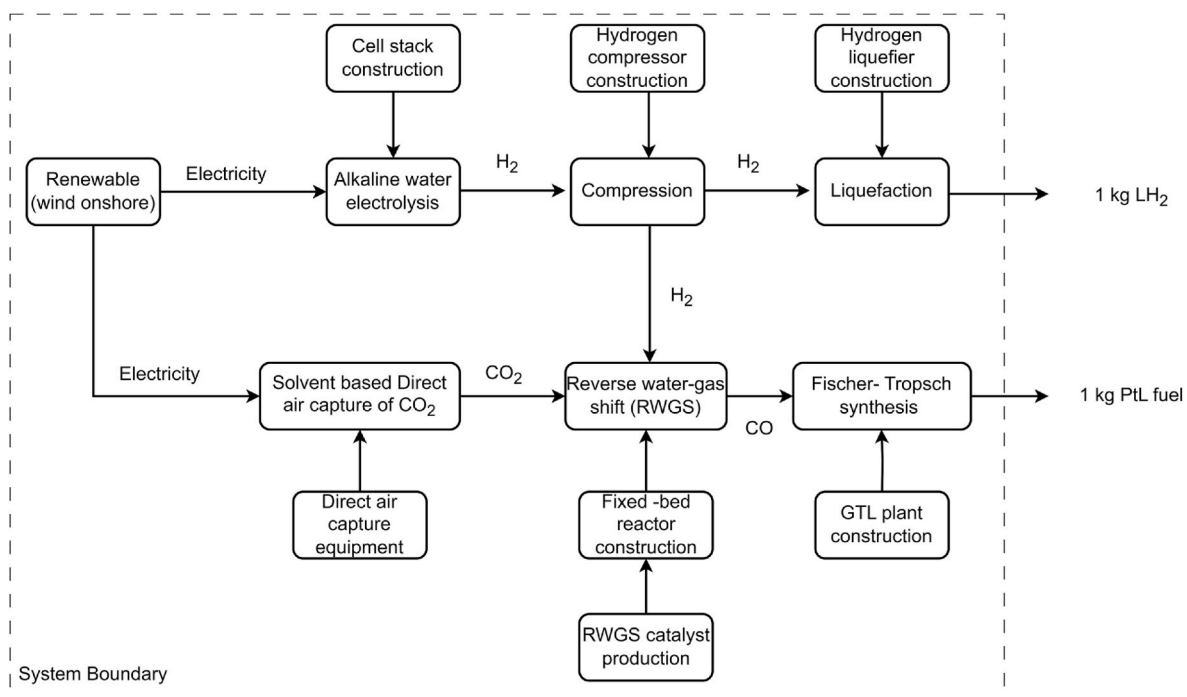 Cell stack
construction
Hydrogen
compressor
construction
Hydrogen
liquefier
construction
Renewable
(wind onshore)
Electricity
Alkaline water
electrolysis
H2
Compression
H2
Liquefaction
1 kg LH2
H2
Electricity
Solvent based Direct
air capture of CO2
CO2
Reverse water-gas
shift (RWGS)
CO
Fischer- Tropsch
synthesis
1 kg PtL fuel
Direct air
capture
equipment
Fixed -bed
reactor
construction
GTL plant
construction
RWGS catalyst
production
System Boundary